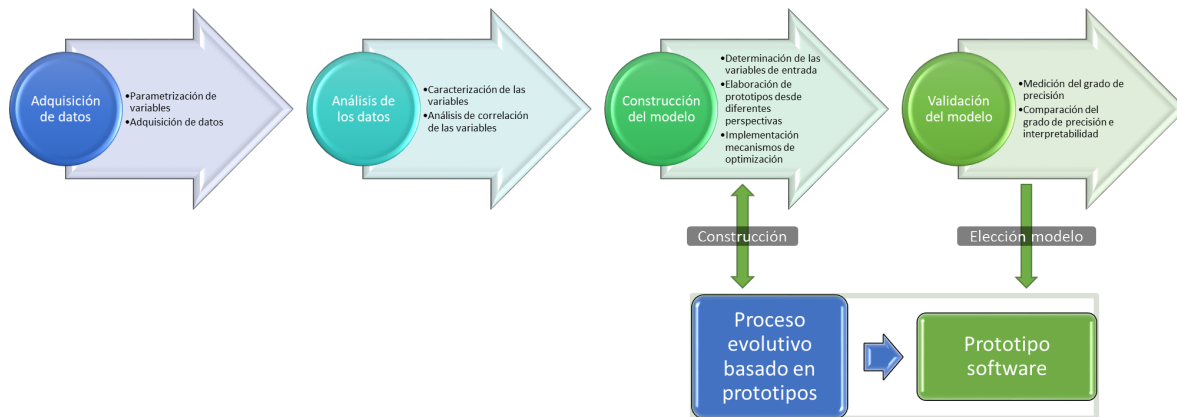 Adquisición
de datos
•Parametrización de
variables
•Adquisición de datos
Análisis de
los datos
•Caracterización de las
variables
•Análisis de correlación
de las variables
Construcción
del modelo
•Determinación de las
variables de entrada
•Elaboración de
prototipos desde
diferentes
perspectivas
•Implementación
mecanismos de
optimización
Validación
del modelo
•Medición del grado de
precisión
•Comparación del
grado de precisión e
interpretabilidad
Construcción
Elección modelo
Proceso
evolutivo
basado en
prototipos
Prototipo
software